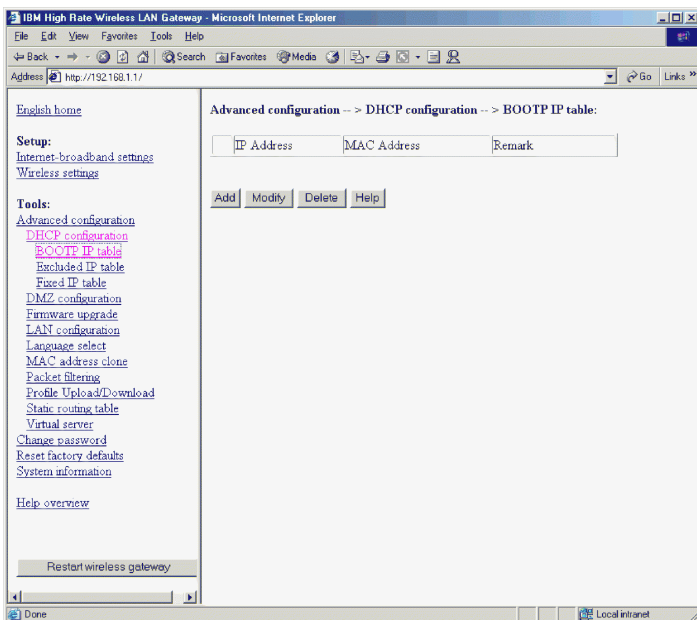 IBM High Rate Wireless LAN Gateway - Microsoft Internet Explorer
File Edit View Favorites Tools Help
Back Search Favorites Media
Address http://192.168.1.1/ Go Links »
English home
Setup:
Internet-broadband settings
Wireless settings
Tools:
Advanced configuration
DHCP configuration
BOOTP IP table
Excluded IP table
Fixed IP table
DMZ configuration
Firmware upgrade
LAN configuration
Language select
MAC address clone
Packet filtering
Profile Upload/Download
Static routing table
Virtual server
Change password
Reset factory defaults
System information
Help overview
Restart wireless gateway
Advanced configuration -- > DHCP configuration -- > BOOTP IP table:
IP Address MAC Address Remark
Add Modify Delete Help
Done Local intranet